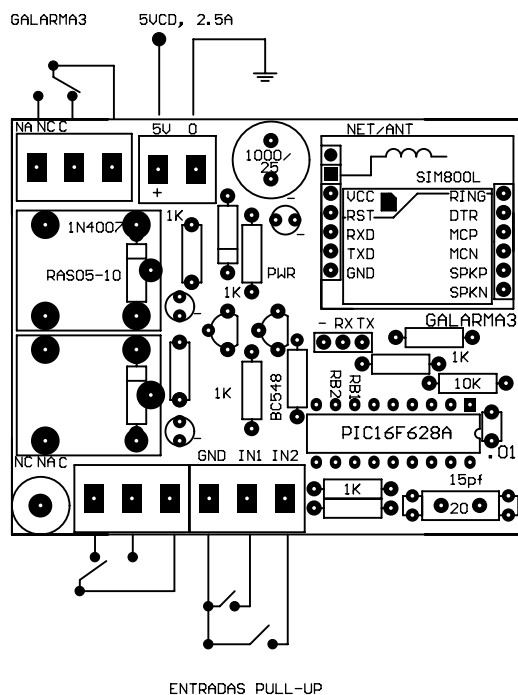 GALARMA3
5VCD, 2.5A
NA NC C
5V 0
+
1000/
25
-
NET/ANT
SIM800L
VCC RING
RST DTR
RXD MCP
TXD MCN
GND SPKP
SPKN
1N4007
1K
RAS05-10
PWR
1K
-
- RX TX
GALARMA3
1K
10K
1K
BC548
RB2
RB1
PIC16F628A
.01
-
NC NA C
GND IN1 IN2
1K
15pf
20
ENTRADAS PULL-UP